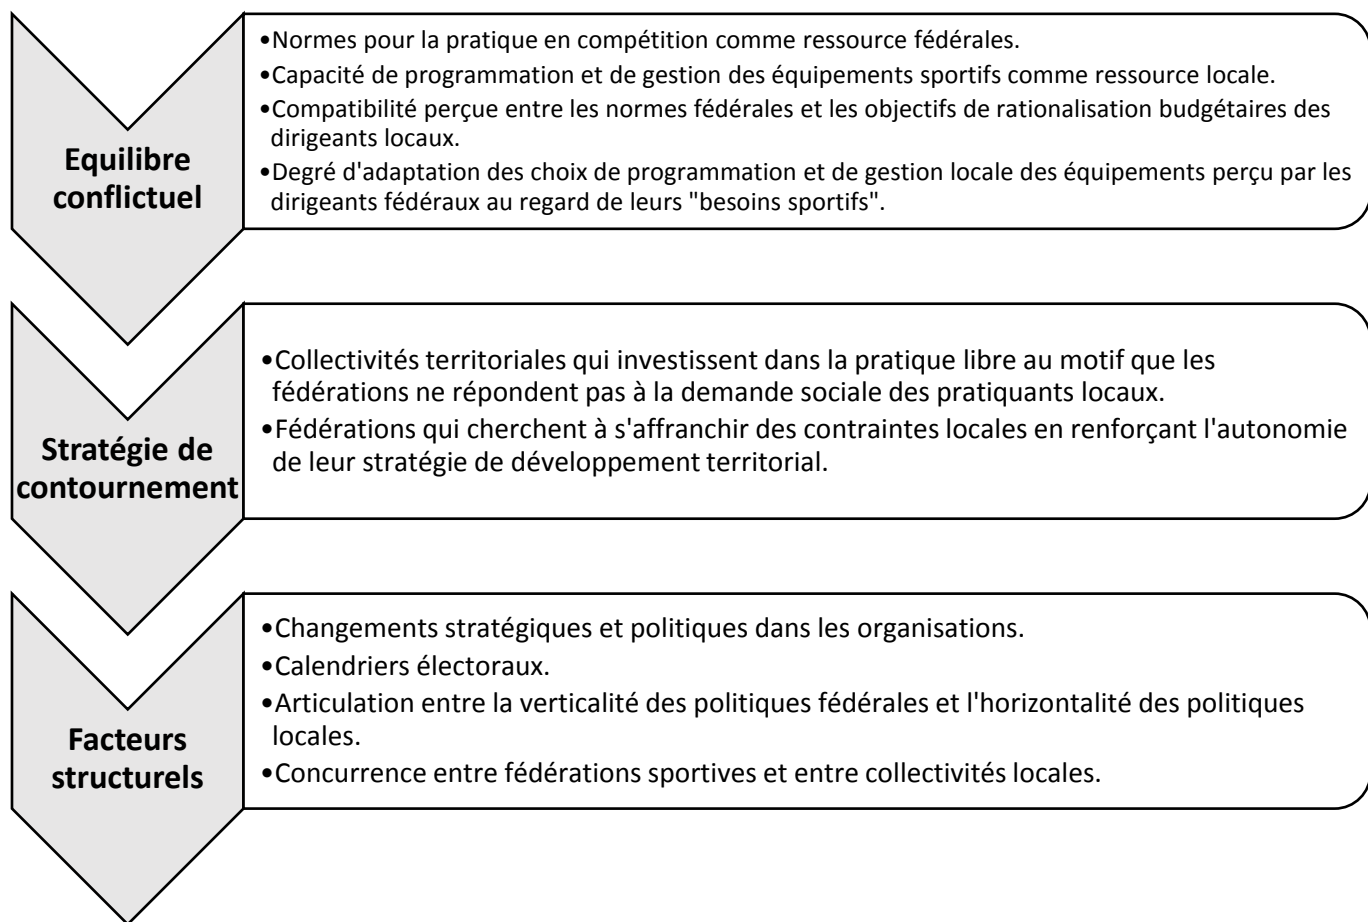 Equilibre
conflictuel
•Normes pour la pratique en compétition comme ressource fédérales.
•Capacité de programmation et de gestion des équipements sportifs comme ressource locale.
•Compatibilité perçue entre les normes fédérales et les objectifs de rationalisation budgétaires des
dirigeants locaux.
•Degré d'adaptation des choix de programmation et de gestion locale des équipements perçu par les
dirigeants fédéraux au regard de leurs "besoins sportifs".
Stratégie de
contournement
•Collectivités territoriales qui investissent dans la pratique libre au motif que les
fédérations ne répondent pas à la demande sociale des pratiquants locaux.
•Fédérations qui cherchent à s'affranchir des contraintes locales en renforçant l'autonomie
de leur stratégie de développement territorial.
Facteurs
structurels
•Changements stratégiques et politiques dans les organisations.
•Calendriers électoraux.
•Articulation entre la verticalité des politiques fédérales et l'horizontalité des politiques
locales.
•Concurrence entre fédérations sportives et entre collectivités locales.